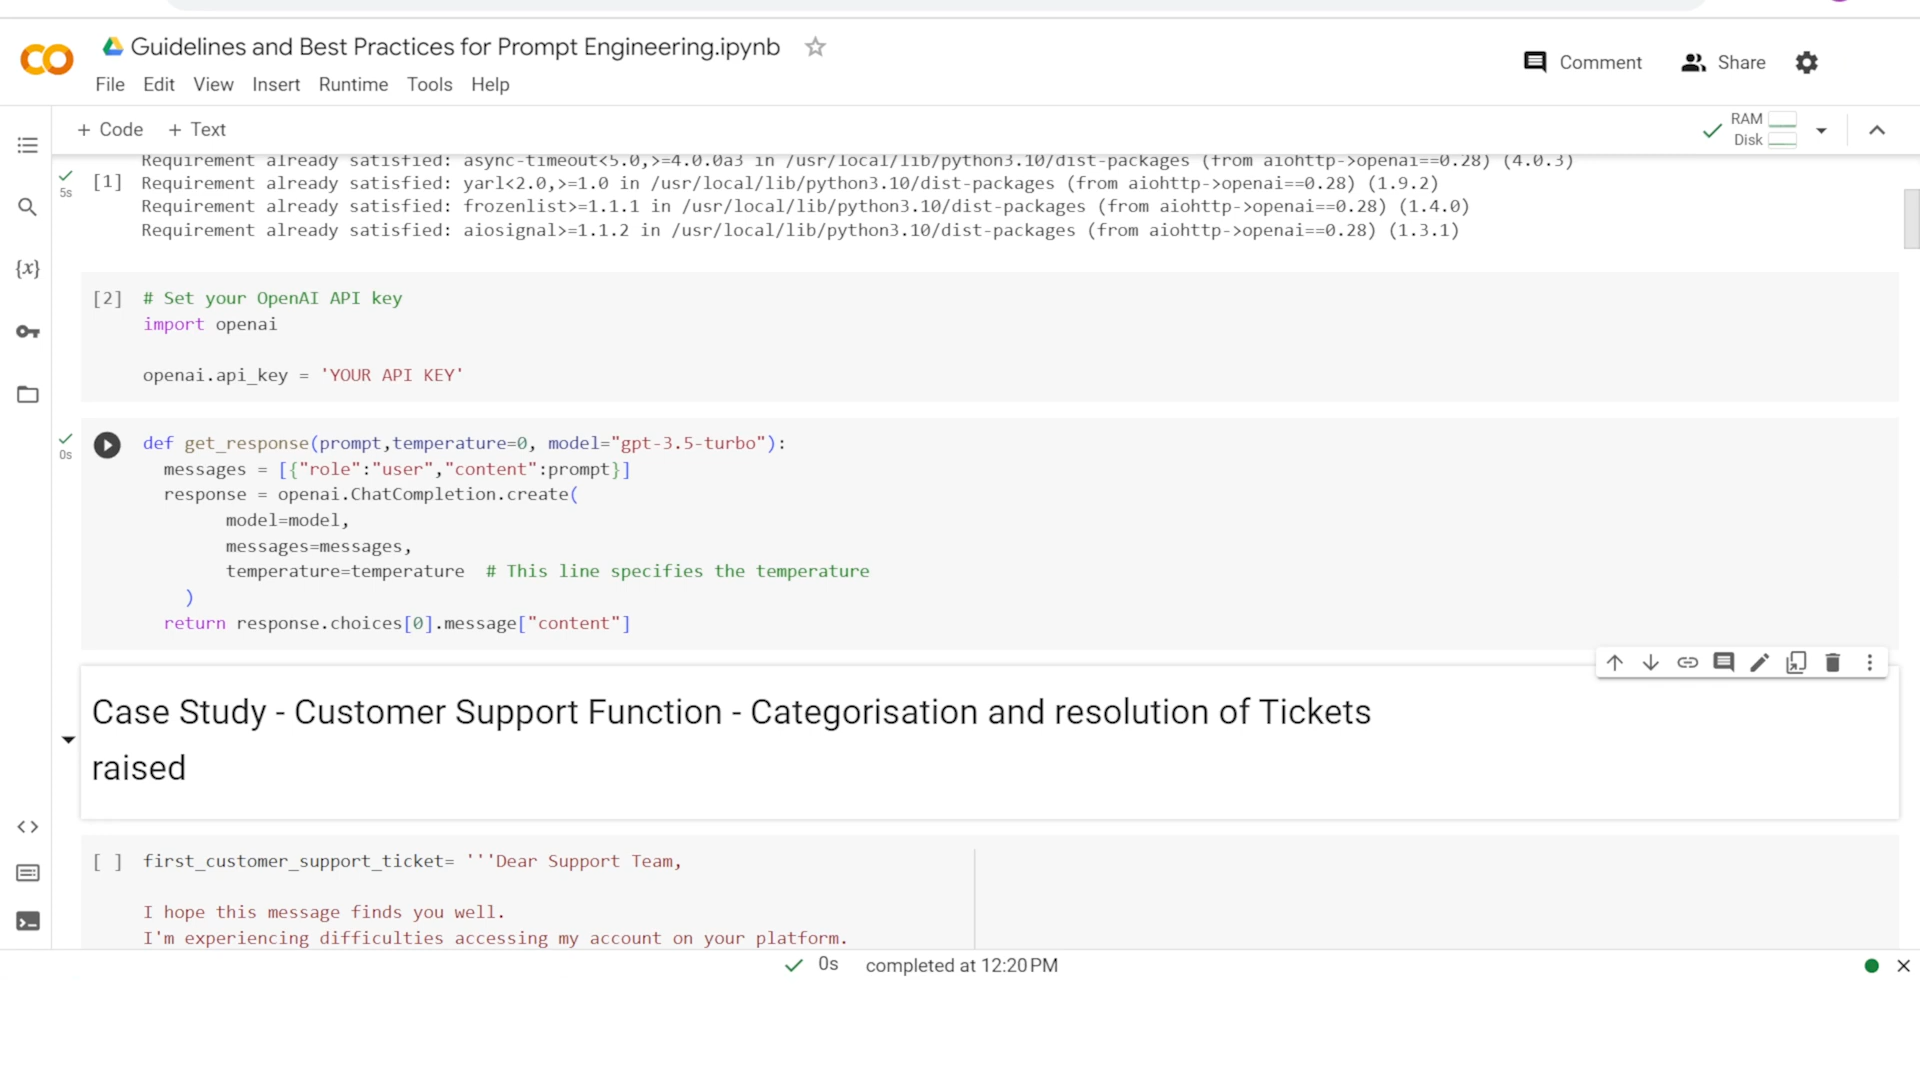 Guidelines and Best Practices for Prompt Engineering.ipynb
Comment
Share
File Edit View Insert Runtime Tools Help
+ Code + Text
RAM
Disk
Requirement already satisfied: async-timeout<5.0,>=4.0.0a3 in /usr/local/lib/python3.10/dist-packages (from aiohttp->openai==0.28) (4.0.3)
5s
[1] Requirement already satisfied: yarl<2.0,>=1.0 in /usr/local/lib/python3.10/dist-packages (from aiohttp->openai==0.28) (1.9.2)
Requirement already satisfied: frozenlist>=1.1.1 in /usr/local/lib/python3.10/dist-packages (from aiohttp->openai==0.28) (1.4.0)
Requirement already satisfied: aiosignal>=1.1.2 in /usr/local/lib/python3.10/dist-packages (from aiohttp->openai==0.28) (1.3.1)
{x}
[2] # Set your OpenAI API key
import openai
openai.api_key = 'YOUR API KEY'
0s
def get_response(prompt,temperature=0, model="gpt-3.5-turbo"):
messages = [{"role":"user","content":prompt}]
response = openai.ChatCompletion.create(
model=model,
messages=messages,
temperature=temperature # This line specifies the temperature
)
return response.choices[0].message["content"]
Case Study - Customer Support Function - Categorisation and resolution of Tickets
raised
[ ] first_customer_support_ticket= '''Dear Support Team,
I hope this message finds you well.
I'm experiencing difficulties accessing my account on your platform.
0s completed at 12:20 PM